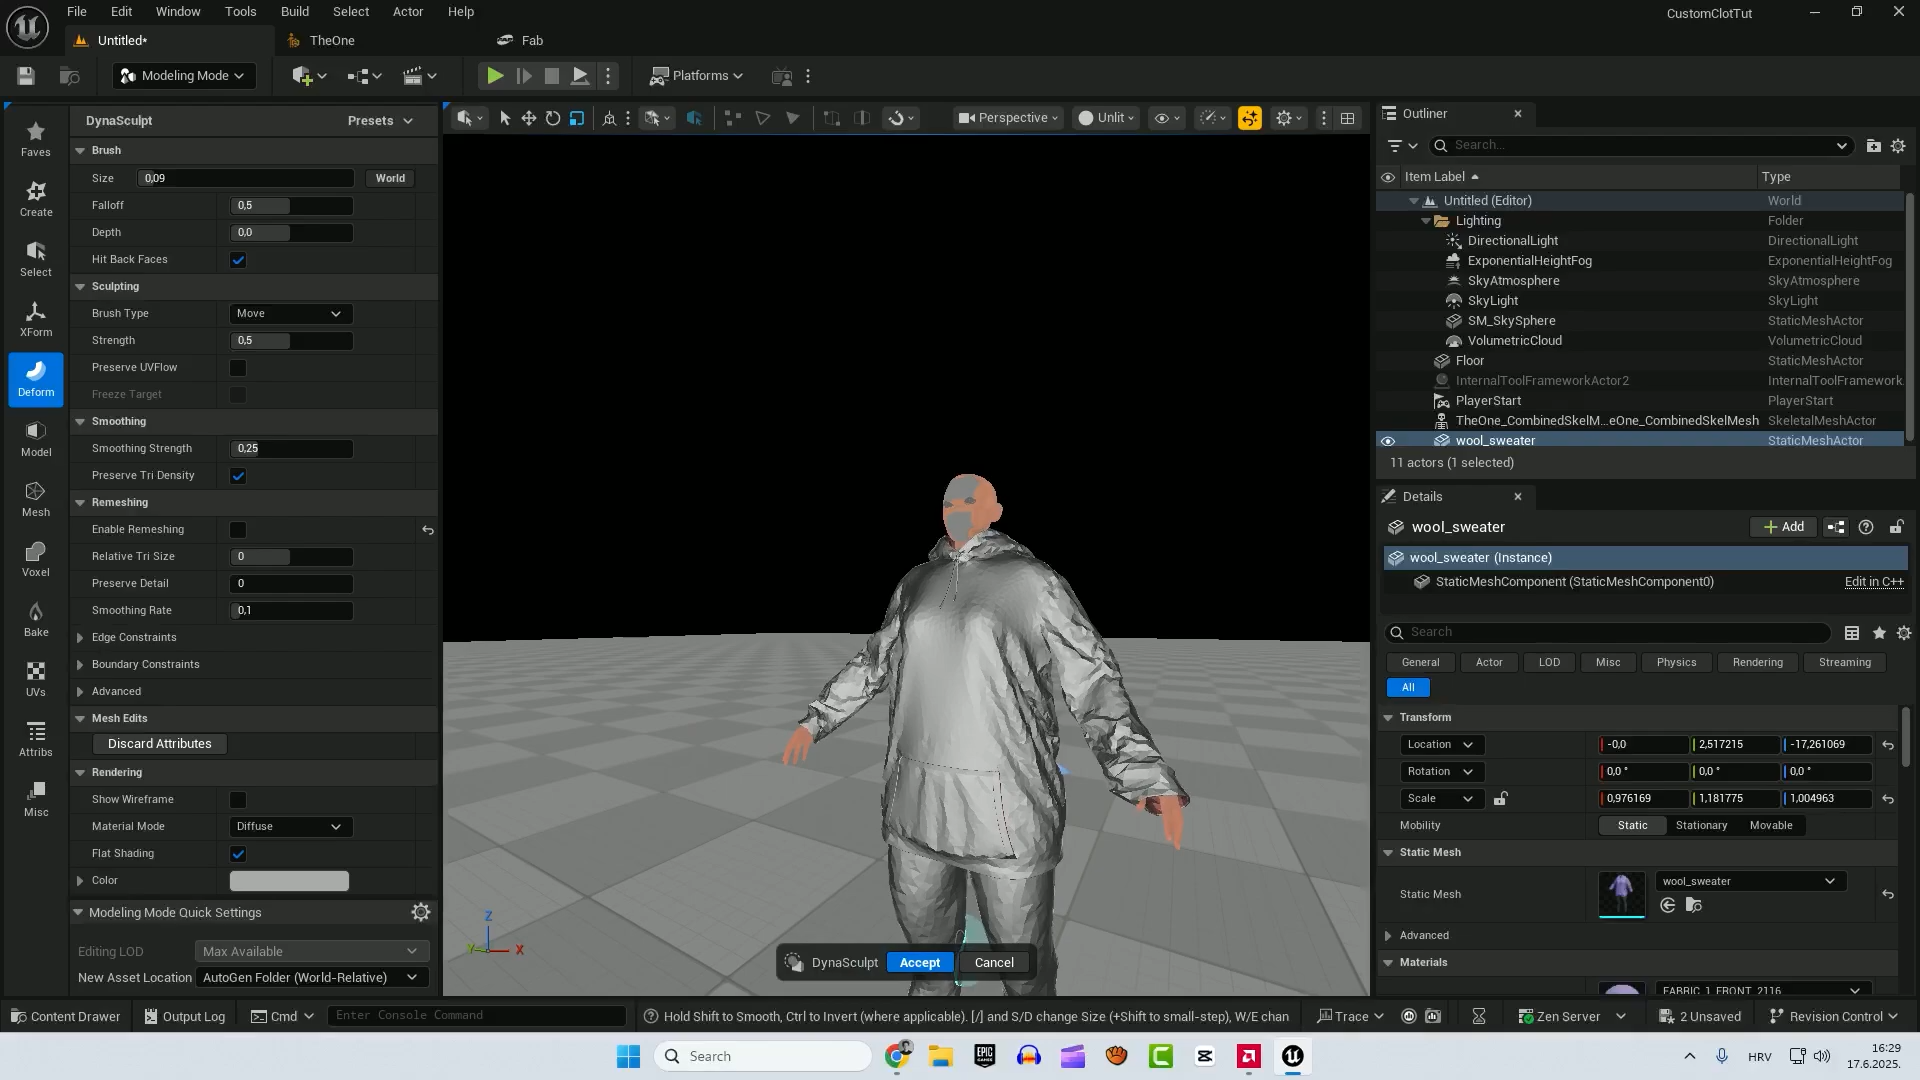 File Edit Window Tools Build Select Actor Help
CustomClotTut
Untitled* TheOne Fab
Modeling Mode Platforms
DynaSculpt Presets
Perspective Unlit
Outliner
Faves
Create
Select
XForm
Deform
Model
Mesh
Voxel
Bake
UVs
Attribs
Misc
Brush
Size 0,09 World
Falloff 0,5
Depth 0,0
Hit Back Faces
Sculpting
Brush Type Move
Strength 0,5
Preserve UVFlow
Freeze Target
Smoothing
Smoothing Strength 0,25
Preserve Tri Density
Remeshing
Enable Remeshing
Relative Tri Size 0
Preserve Detail 0
Smoothing Rate 0,1
Edge Constraints
Boundary Constraints
Advanced
Mesh Edits
Discard Attributes
Rendering
Show Wireframe
Material Mode Diffuse
Flat Shading
Color
Modeling Mode Quick Settings
Editing LOD Max Available
New Asset Location AutoGen Folder (World-Relative)
Z
Y X
DynaSculpt Accept Cancel
Search...
Item Label Type
Untitled (Editor) World
Lighting Folder
DirectionalLight DirectionalLight
ExponentialHeightFog ExponentialHeightFog
SkyAtmosphere SkyAtmosphere
SkyLight SkyLight
SM_SkySphere StaticMeshActor
VolumetricCloud VolumetricCloud
Floor StaticMeshActor
InternalToolFrameworkActor2 InternalToolFramework
PlayerStart PlayerStart
TheOne_CombinedSkelM...eOne_CombinedSkelMesh SkeletalMeshActor
wool_sweater StaticMeshActor
11 actors (1 selected)
Details
wool_sweater Add
wool_sweater (Instance)
StaticMeshComponent (StaticMeshComponent0) Edit in C++
Search
General Actor LOD Misc Physics Rendering Streaming
All
Transform
Location -0,0 2,517215 -17,261069
Rotation 0,0 ° 0,0 ° 0,0 °
Scale 0,976169 1,181775 1,004963
Mobility Static Stationary Movable
Static Mesh
Static Mesh wool_sweater
Advanced
Materials
FABRIC_1_FRONT_2116
Content Drawer Output Log Cmd Enter Console Command Hold Shift to Smooth, Ctrl to Invert (where applicable). [/] and S/D change Size (+Shift to small-step), W/E chan Trace Zen Server 2 Unsaved Revision Control
Search EPIC GAMES HRV 16:29
17.6.2025.